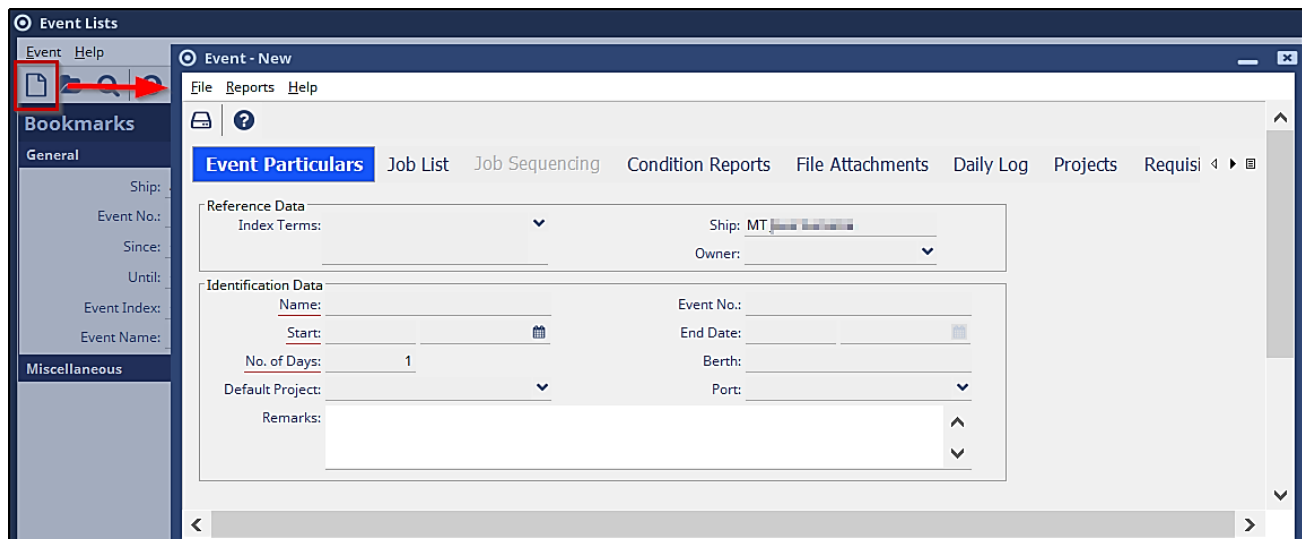 Event Lists
Event Help
Event - New
File Reports Help
Bookmarks
General
Ship:
Event No.:
Since:
Until:
Event Index:
Event Name:
Miscellaneous
Event Particulars Job List Job Sequencing Condition Reports File Attachments Daily Log Projects Requisi
Reference Data
Index Terms: Ship: MT
Owner:
Identification Data
Name: Event No.:
Start: End Date:
No. of Days: 1 Berth:
Default Project: Port:
Remarks: